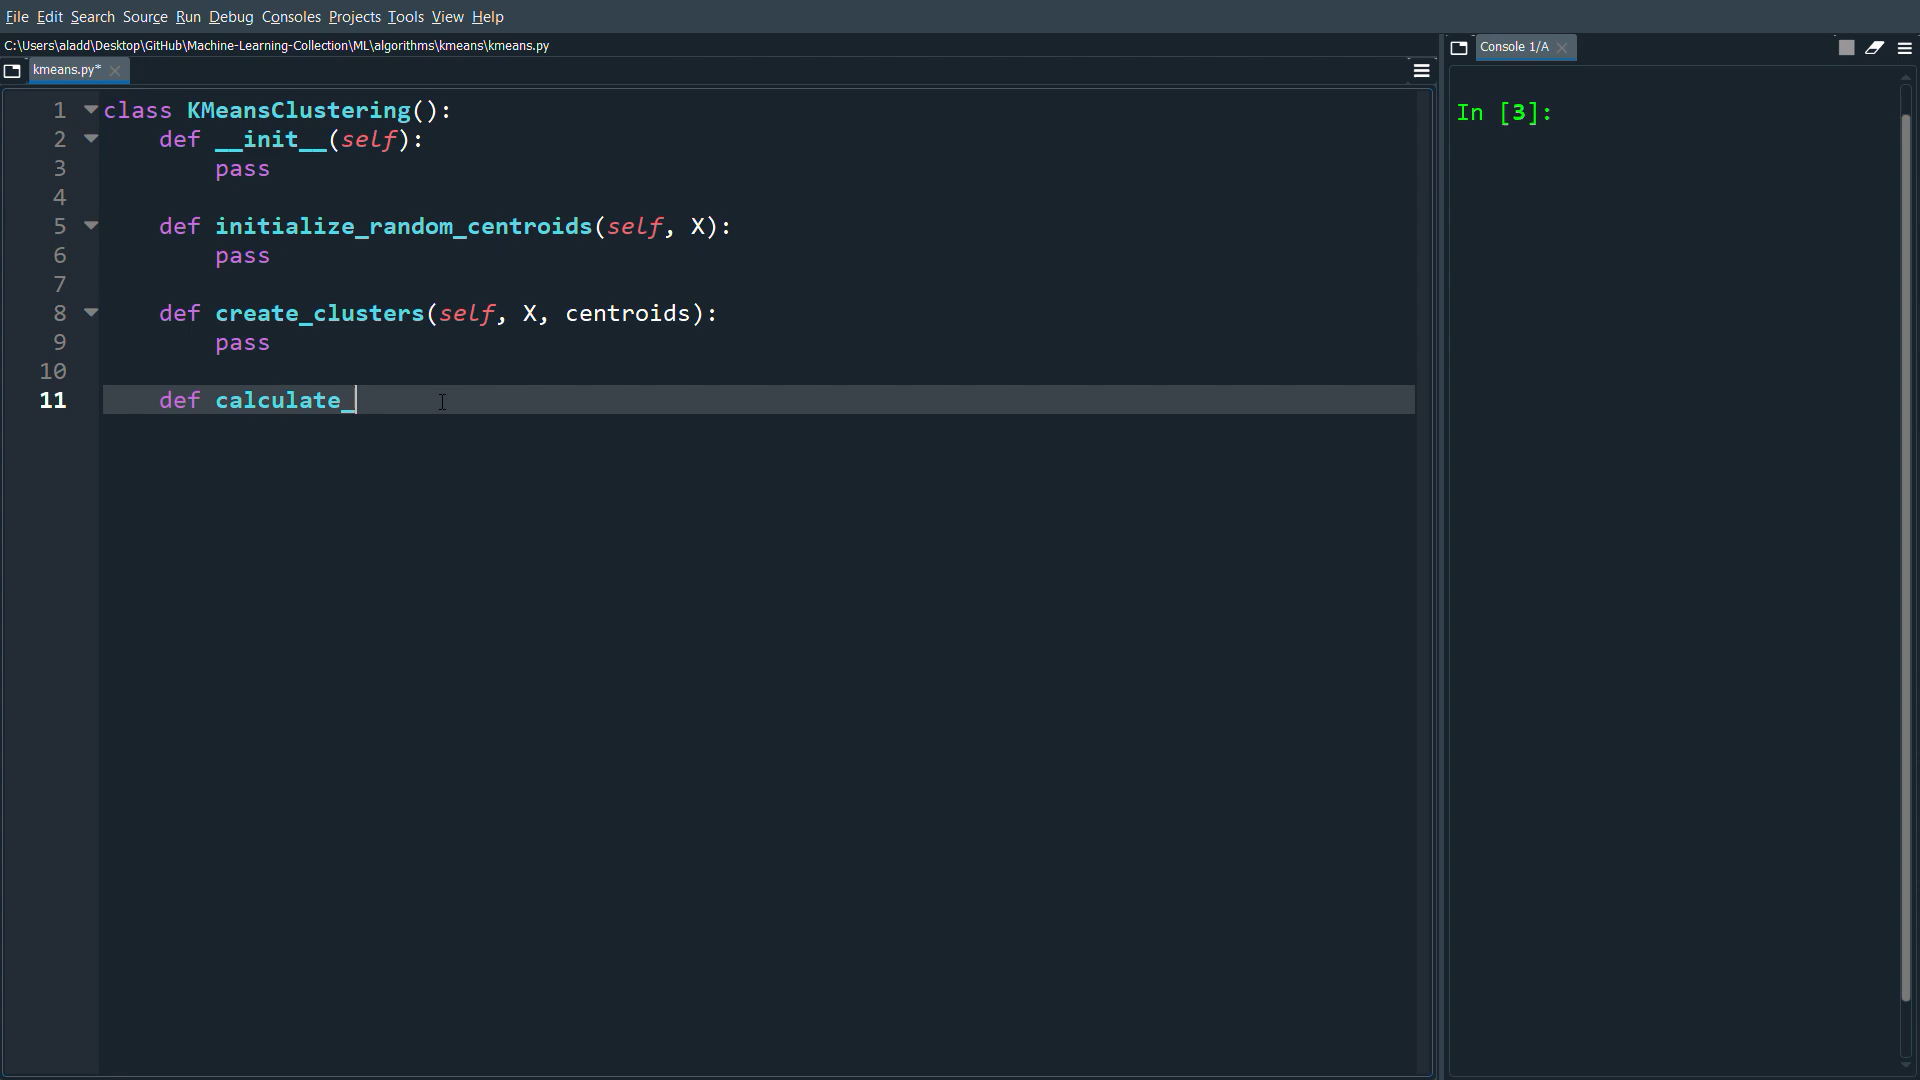 File Edit Search Source Run Debug Consoles Projects Tools View Help
C:\Users\aladd\Desktop\GitHub\Machine-Learning-Collection\ML\algorithms\kmeans\kmeans.py
kmeans.py*
1 class KMeansClustering():
2     def __init__(self):
3         pass
4
5     def initialize_random_centroids(self, X):
6         pass
7
8     def create_clusters(self, X, centroids):
9         pass
10
11     def calculate_
Console 1/A
In [3]: